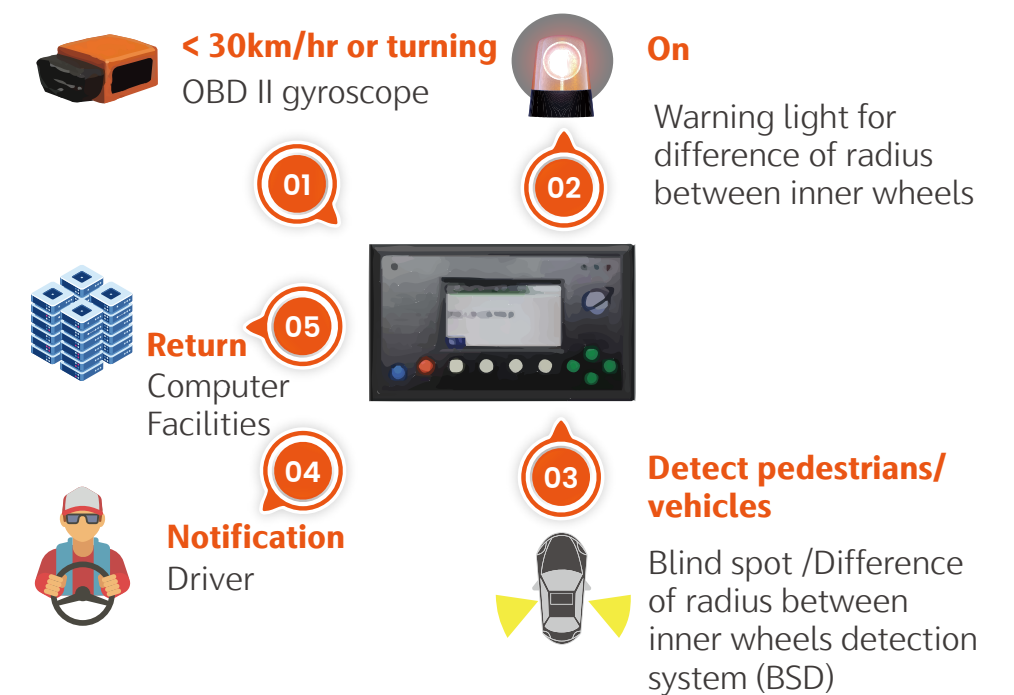 < 30km/hr or turning
OBD II gyroscope
01
On
Warning light for
difference of radius
between inner wheels
02
Detect pedestrians/
vehicles
Blind spot /Difference
of radius between
inner wheels detection
system (BSD)
03
Notification
Driver
04
Return
Computer
Facilities
05